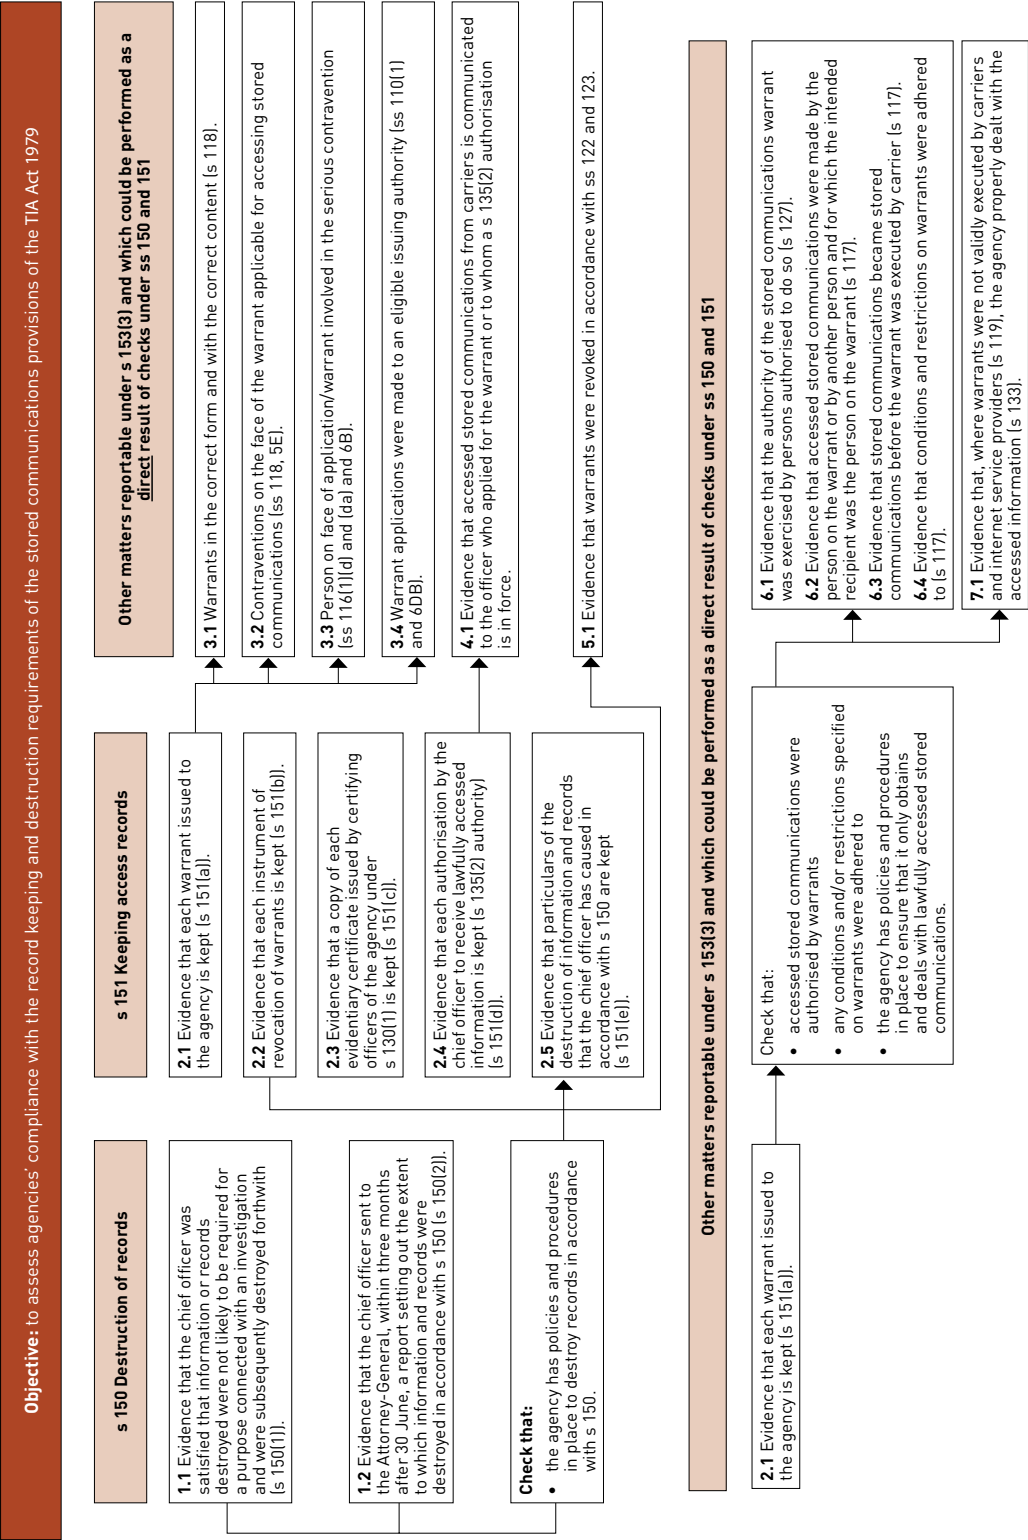 Objective: to assess agencies' compliance with the record keeping and destruction requirements of the stored communications provisions of the TIA Act 1979
s 150 Destruction of records
1.1 Evidence that the chief officer was
satisfied that information or records
destroyed were not likely to be required for
a purpose connected with an investigation
and were subsequently destroyed forthwith
(s 150(1)).
1.2 Evidence that the chief officer sent to
the Attorney-General, within three months
after 30 June, a report setting out the extent
to which information and records were
destroyed in accordance with s 150 (s 150(2)).
Check that:
• the agency has policies and procedures
in place to destroy records in accordance
with s 150.
s 151 Keeping access records
2.1 Evidence that each warrant issued to
the agency is kept (s 151(a)).
2.2 Evidence that each instrument of
revocation of warrants is kept (s 151(b)).
2.3 Evidence that a copy of each
evidentiary certificate issued by certifying
officers of the agency under
s 130(1) is kept (s 151(c)).
2.4 Evidence that each authorisation by the
chief officer to receive lawfully accessed
information is kept (s 135(2) authority)
(s 151(d)).
2.5 Evidence that particulars of the
destruction of information and records
that the chief officer has caused in
accordance with s 150 are kept
(s 151(e)).
Other matters reportable under s 153(3) and which could be performed as a
direct result of checks under ss 150 and 151
3.1 Warrants in the correct form and with the correct content (s 118).
3.2 Contraventions on the face of the warrant applicable for accessing stored
communications (ss 118, 5E).
3.3 Person on face of application/warrant involved in the serious contravention
(ss 116(1)(d) and (da) and 6B).
3.4 Warrant applications were made to an eligible issuing authority (ss 110(1)
and 6DB).
4.1 Evidence that accessed stored communications from carriers is communicated
to the officer who applied for the warrant or to whom a s 135(2) authorisation
is in force.
5.1 Evidence that warrants were revoked in accordance with ss 122 and 123.
Other matters reportable under s 153(3) and which could be performed as a direct result of checks under ss 150 and 151
2.1 Evidence that each warrant issued to
the agency is kept (s 151(a)).
Check that:
• accessed stored communications were
authorised by warrants
• any conditions and/or restrictions specified
on warrants were adhered to
• the agency has policies and procedures
in place to ensure that it only obtains
and deals with lawfully accessed stored
communications.
6.1 Evidence that the authority of the stored communications warrant
was exercised by persons authorised to do so (s 127).
6.2 Evidence that accessed stored communications were made by the
person on the warrant or by another person and for which the intended
recipient was the person on the warrant (s 117).
6.3 Evidence that stored communications became stored
communications before the warrant was executed by carrier (s 117).
6.4 Evidence that conditions and restrictions on warrants were adhered
to (s 117).
7.1 Evidence that, where warrants were not validly executed by carriers
and internet service providers (s 119), the agency properly dealt with the
accessed information (s 133).